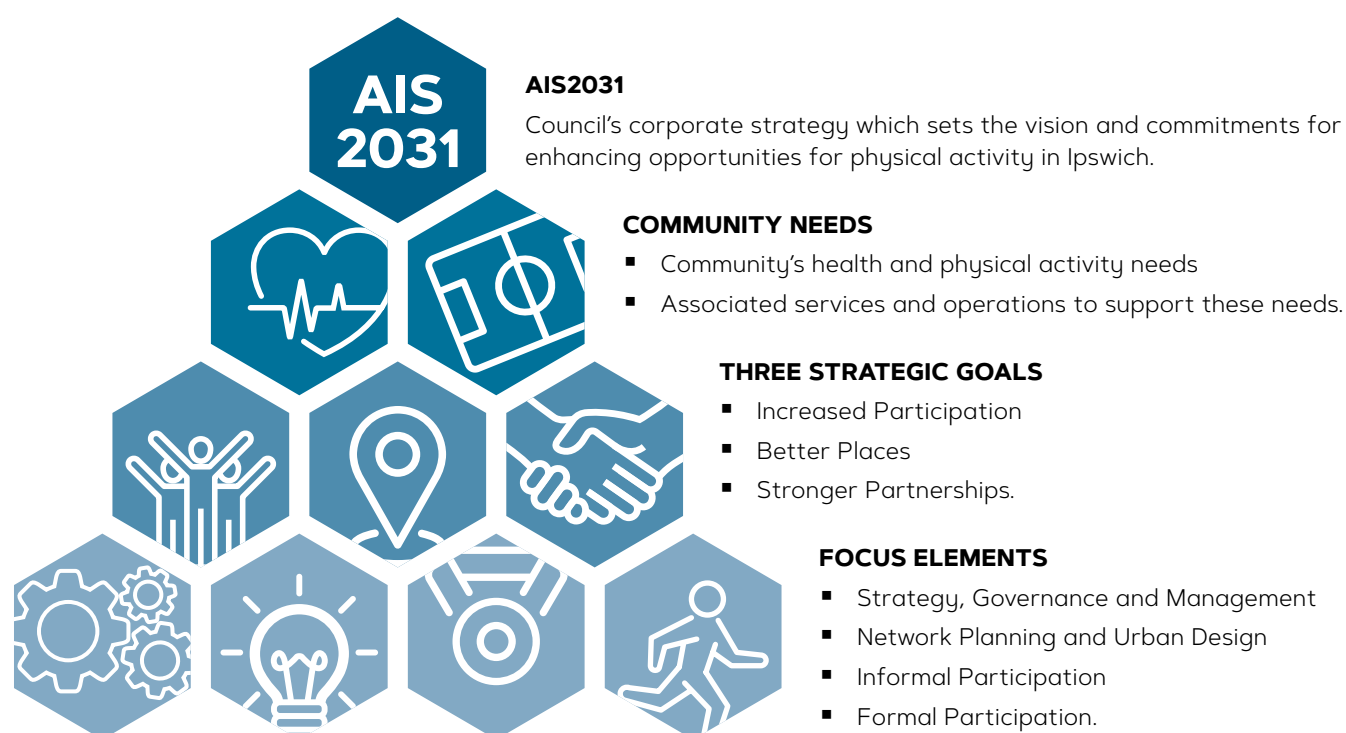 AIS
2031
AIS2031
Council's corporate strategy which sets the vision and commitments for
enhancing opportunities for physical activity in Ipswich.
COMMUNITY NEEDS
▪ Community's health and physical activity needs
▪ Associated services and operations to support these needs.
THREE STRATEGIC GOALS
▪ Increased Participation
▪ Better Places
▪ Stronger Partnerships.
FOCUS ELEMENTS
▪ Strategy, Governance and Management
▪ Network Planning and Urban Design
▪ Informal Participation
▪ Formal Participation.